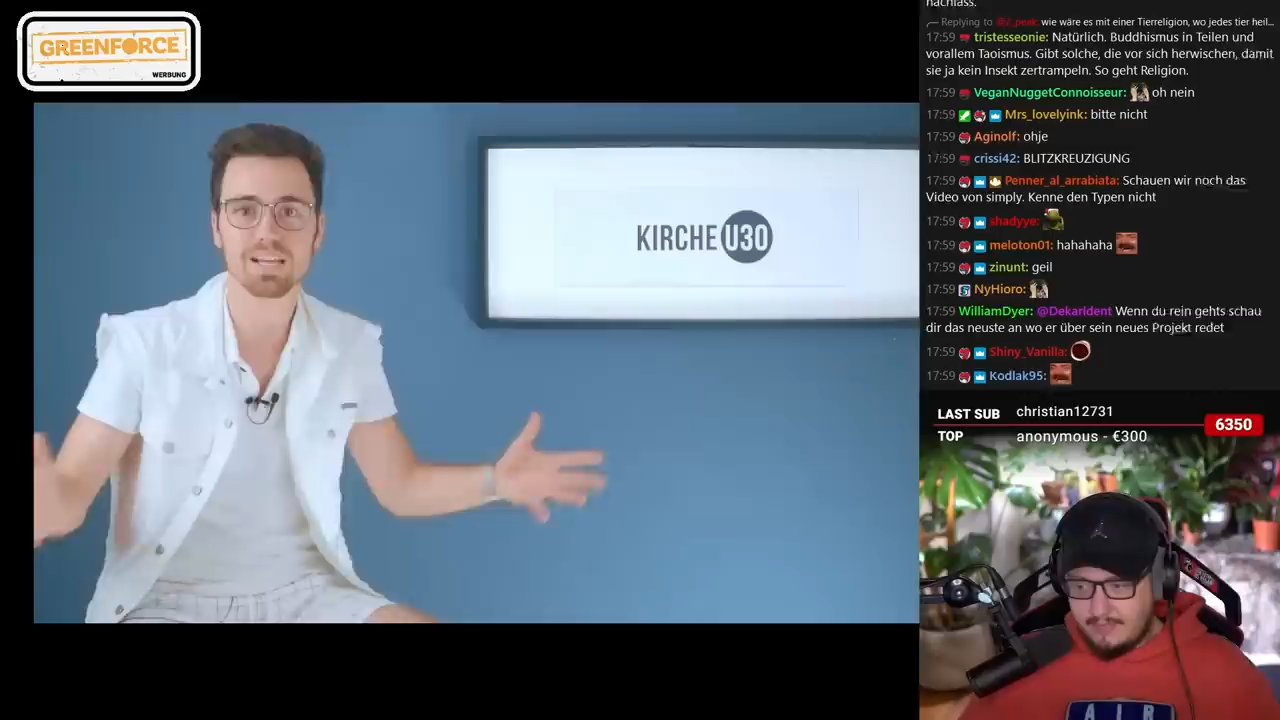 GREENFORCE
WERBUNG
KIRCHE U30
nachlass.
Replying to @7_peak: wie wäre es mit einer Tierreligion, wo jedes tier heil...
17:59 tristesseonie: Natürlich. Buddhismus in Teilen und
vorallem Taoismus. Gibt solche, die vor sich herwischen, damit
sie ja kein Insekt zertrampeln. So geht Religion.
17:59 VeganNuggetConnoisseur: oh nein
17:59 Mrs_lovelyink: bitte nicht
17:59 Aginolf: ohje
17:59 crissi42: BLITZKREUZIGUNG
17:59 Penner_al_arrabiata: Schauen wir noch das
Video von simply. Kenne den Typen nicht
17:59 shadyye:
17:59 meloton01: hahahaha
17:59 zinunt: geil
17:59 NyHioro:
17:59 WilliamDyer: @Dekarldent Wenn du rein gehts schau
dir das neuste an wo er über sein neues Projekt redet
17:59 Shiny_Vanilla:
17:59 Kodlak95:
LAST SUB christian12731
6350
TOP anonymous - €300
AIR